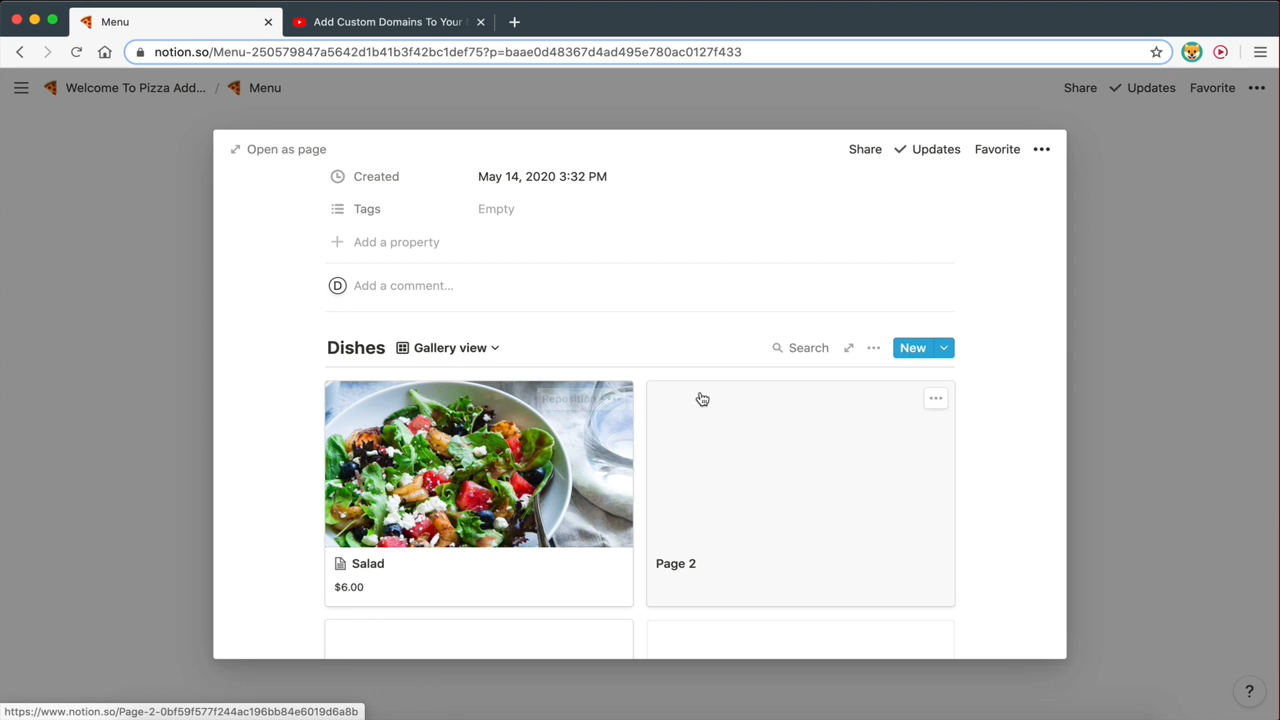 Menu
Add Custom Domains To Your
notion.so/Menu-250579847a5642d1b41b3f42bc1def75?p=baae0d48367d4ad495e780ac0127f433
Welcome To Pizza Add... / Menu
Share Updates Favorite
Open as page
Share Updates Favorite
Created May 14, 2020 3:32 PM
Tags Empty
Add a property
D Add a comment...
Dishes Gallery view
Search New
Reposition
Salad
$6.00
Page 2
?
https://www.notion.so/Page-2-0bf59f577f244ac196bb84e6019d6a8b